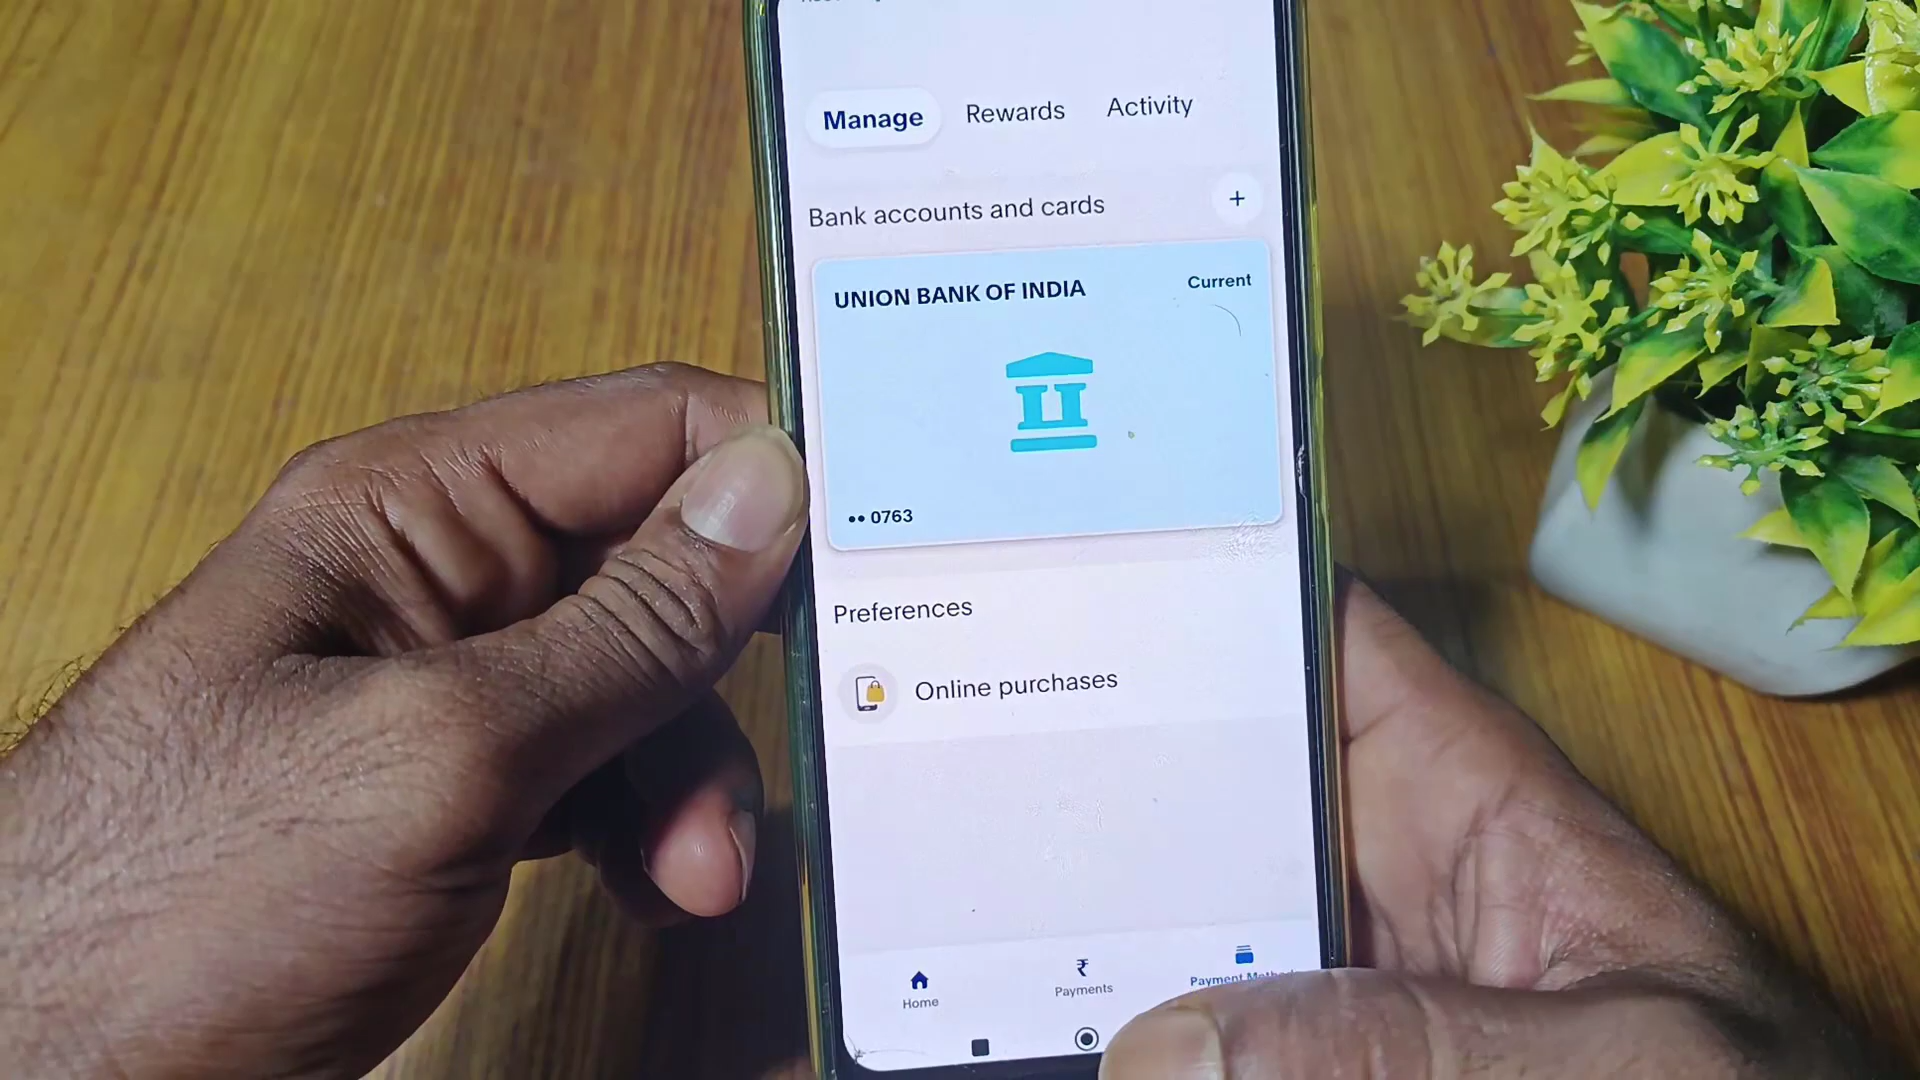 Manage Rewards Activity
Bank accounts and cards +
UNION BANK OF INDIA Current
•• 0763
Preferences
Online purchases
₹
Home Payments Payment